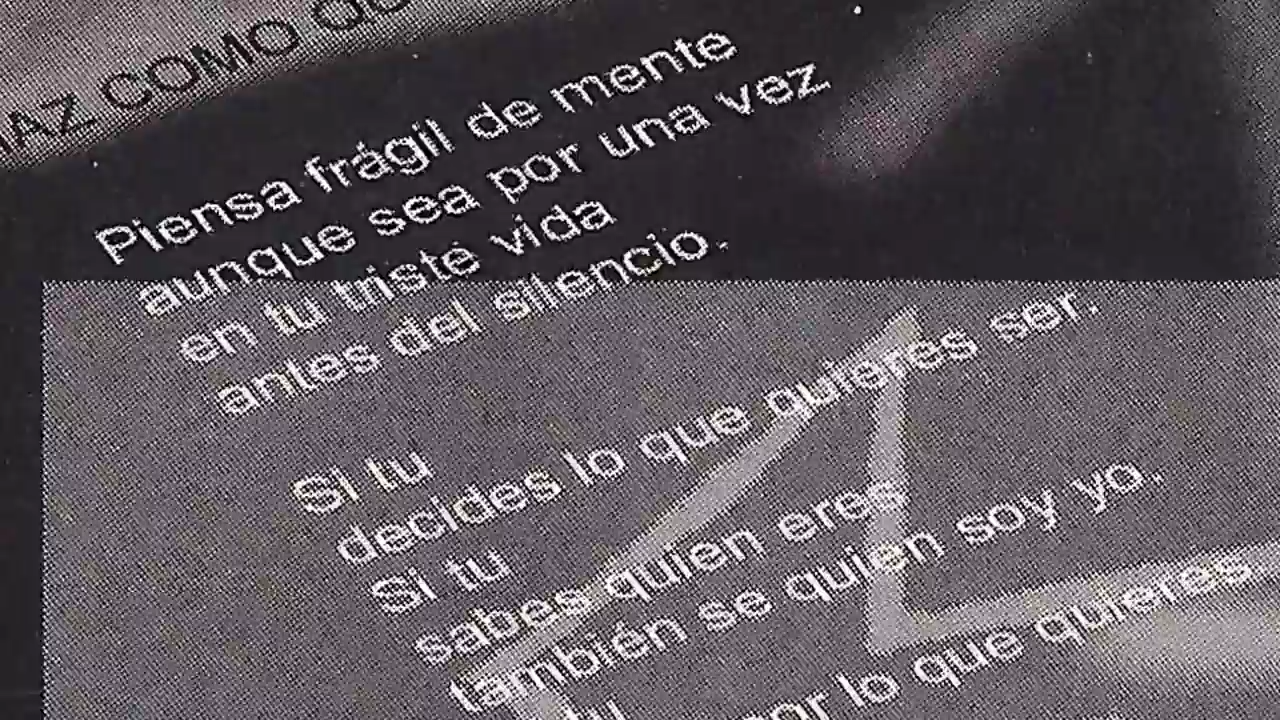 COMO
Piensa frágil de mente
aunque sea por una vez
en tu triste vida
antes del silencio.
Si tu
decides lo que quieres ser.
Si tu
sabes quien eres
también se quien soy yo.
tu
lo que quieres.